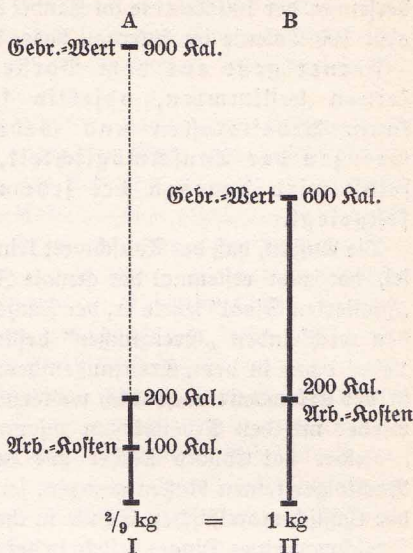 A B
Gebr.=Wert 900 Kal.
Gebr.=Wert 600 Kal.
200 Kal. 200 Kal.
Arb.=Kosten
Arb.=Kosten 100 Kal.
2/9 kg = 1 kg
I II